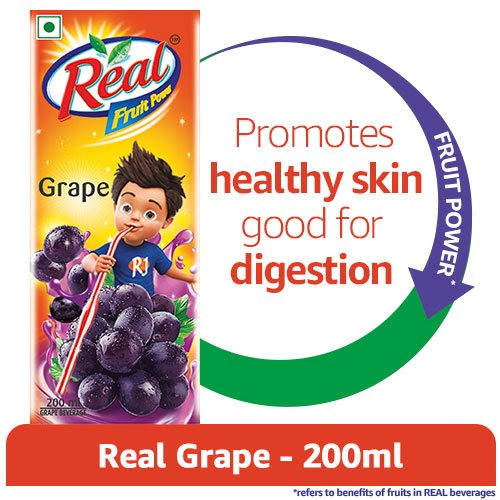 Real
Fruit Power
Grape
R1
200 ml
GRAPE BEVERAGE
Promotes
healthy skin
good for
digestion
FRUIT POWER*
Real Grape - 200ml
*refers to benefits of fruits in REAL beverages